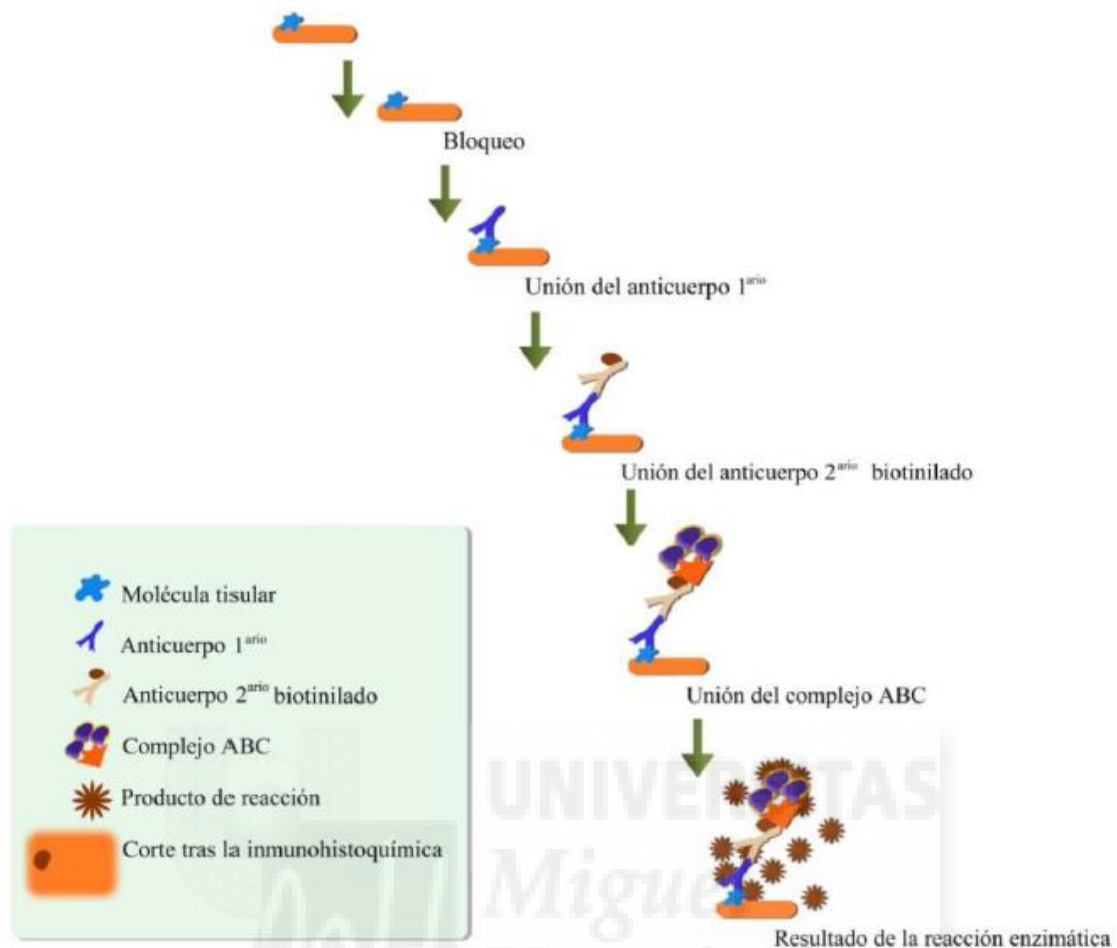 Bloqueo
Unión del anticuerpo 1ario
Unión del anticuerpo 2ario biotinilado
Unión del complejo ABC
Resultado de la reacción enzimática
Molécula tisular
Anticuerpo 1ario
Anticuerpo 2ario biotinilado
Complejo ABC
Producto de reacción
Corte tras la inmunohistoquímica
UNIVERSITAS
Miguel